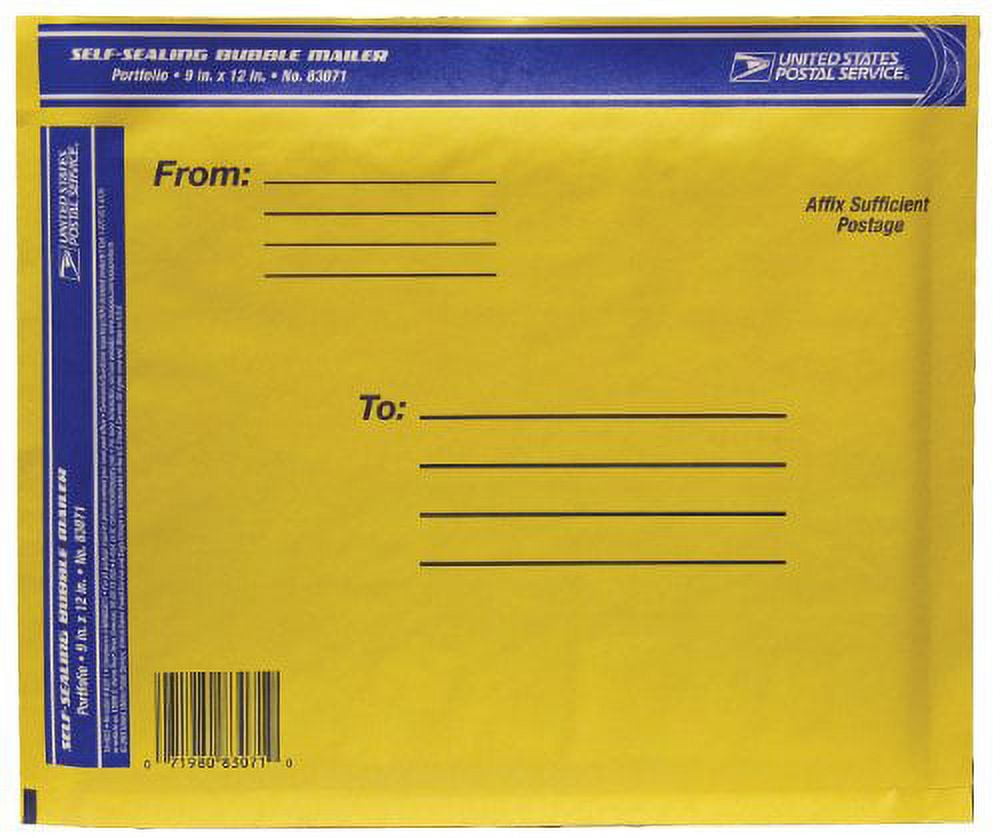 SELF-SEALING BUBBLE MAILER
Portfolio • 9 in. x 12 in. • No. 83071
UNITED STATES
POSTAL SERVICE®
From:
Affix Sufficient
Postage
To:
UNITED STATES
POSTAL SERVICE®
SELF-SEALING BUBBLE MAILER
Portfolio • 9 in. x 12 in. • No. 83071
0 71980 83071 0